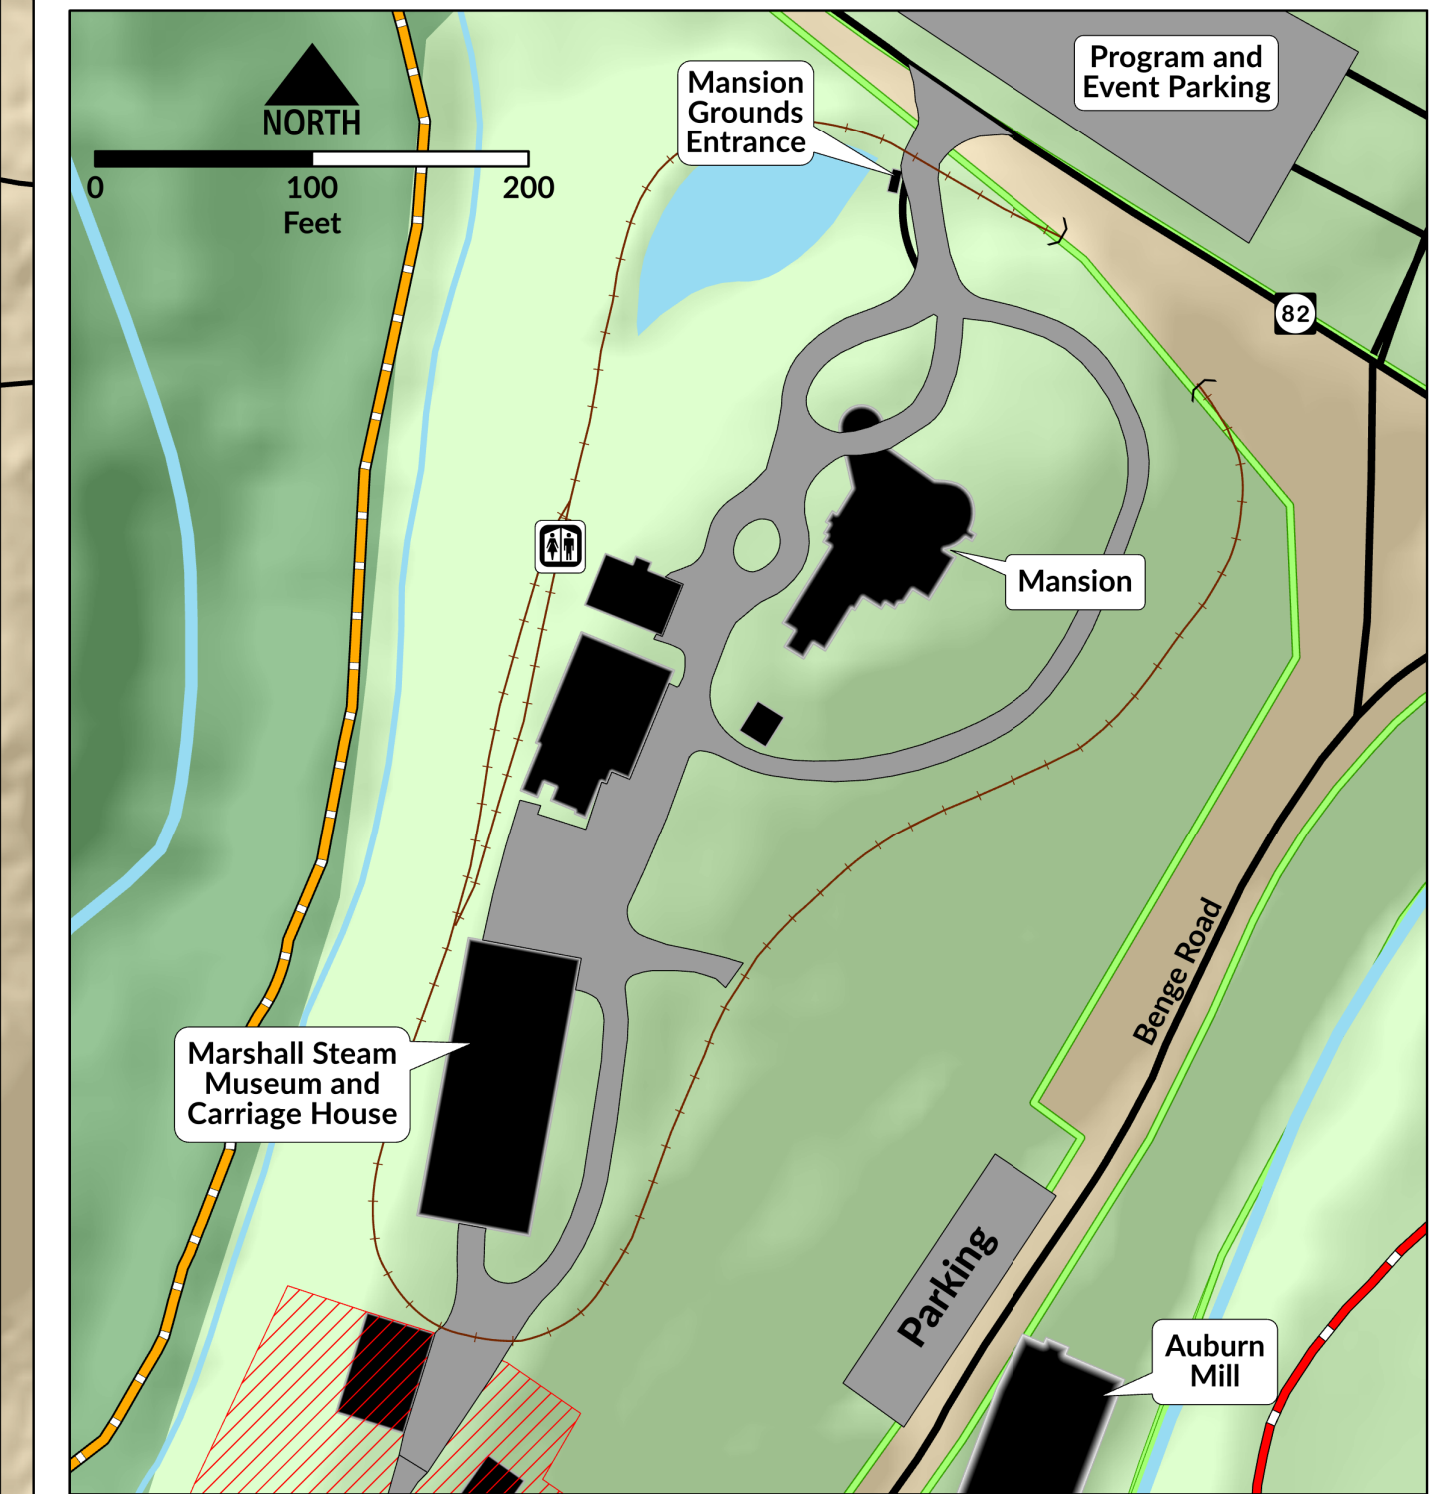 Program and
Event Parking
Mansion
Grounds
Entrance
NORTH
0 100 200
Feet
82
Mansion
Benge Road
Marshall Steam
Museum and
Carriage House
Parking
Auburn
Mill